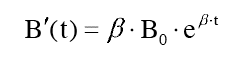 B′(t) = β · B₀ · e^{β·t}